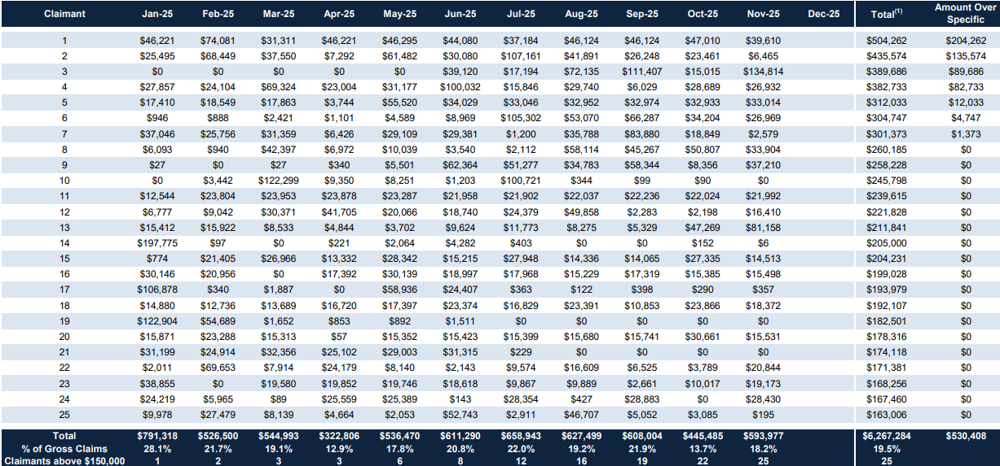 Claimant Jan-25 Feb-25 Mar-25 Apr-25 May-25 Jun-25 Jul-25 Aug-25 Sep-25 Oct-25 Nov-25 Dec-25 Total(1) Amount Over Specific
1 $46,221 $74,081 $31,311 $46,221 $46,295 $44,080 $37,184 $46,124 $46,124 $47,010 $39,610 $504,262 $204,262
2 $25,495 $68,449 $37,550 $7,292 $61,482 $30,080 $107,161 $41,891 $26,248 $23,461 $6,465 $435,574 $135,574
3 $0 $0 $0 $0 $0 $39,120 $17,194 $72,135 $111,407 $15,015 $134,814 $389,686 $89,686
4 $27,857 $24,104 $69,324 $23,004 $31,177 $100,032 $15,846 $29,740 $6,029 $28,689 $26,932 $382,733 $82,733
5 $17,410 $18,549 $17,863 $3,744 $55,520 $34,029 $33,046 $32,952 $32,974 $32,933 $33,014 $312,033 $12,033
6 $946 $888 $2,421 $1,101 $4,589 $8,969 $105,302 $53,070 $66,287 $34,204 $26,969 $304,747 $4,747
7 $37,046 $25,756 $31,359 $6,426 $29,109 $29,381 $1,200 $35,788 $83,880 $18,849 $2,579 $301,373 $1,373
8 $6,093 $940 $42,397 $6,972 $10,039 $3,540 $2,112 $58,114 $45,267 $50,807 $33,904 $260,185 $0
9 $27 $0 $27 $340 $5,501 $62,364 $51,277 $34,783 $58,344 $8,356 $37,210 $258,228 $0
10 $0 $3,442 $122,299 $9,350 $8,251 $1,203 $100,721 $344 $99 $90 $0 $245,798 $0
11 $12,544 $23,804 $23,953 $23,878 $23,287 $21,958 $21,902 $22,037 $22,236 $22,024 $21,992 $239,615 $0
12 $6,777 $9,042 $30,371 $41,705 $20,066 $18,740 $24,379 $49,858 $2,283 $2,198 $16,410 $221,828 $0
13 $15,412 $15,922 $8,533 $4,844 $3,702 $9,624 $11,773 $8,275 $5,329 $47,269 $81,158 $211,841 $0
14 $197,775 $97 $0 $221 $2,064 $4,282 $403 $0 $0 $152 $6 $205,000 $0
15 $774 $21,405 $26,966 $13,332 $28,342 $15,215 $27,948 $14,336 $14,065 $27,335 $14,513 $204,231 $0
16 $30,146 $20,956 $0 $17,392 $30,139 $18,997 $17,968 $15,229 $17,319 $15,385 $15,498 $199,028 $0
17 $106,878 $340 $1,887 $0 $58,936 $24,407 $363 $122 $398 $290 $357 $193,979 $0
18 $14,880 $12,736 $13,689 $16,720 $17,397 $23,374 $16,829 $23,391 $10,853 $23,866 $18,372 $192,107 $0
19 $122,904 $54,689 $1,652 $853 $892 $1,511 $0 $0 $0 $0 $0 $182,501 $0
20 $15,871 $23,288 $15,313 $57 $15,352 $15,423 $15,399 $15,680 $15,741 $30,661 $15,531 $178,316 $0
21 $31,199 $24,914 $32,356 $25,102 $29,003 $31,315 $229 $0 $0 $0 $0 $174,118 $0
22 $2,011 $69,653 $7,914 $24,179 $8,140 $2,143 $9,574 $16,609 $6,525 $3,789 $20,844 $171,381 $0
23 $38,855 $0 $19,580 $19,852 $19,746 $18,618 $9,867 $9,889 $2,661 $10,017 $19,173 $168,256 $0
24 $24,219 $5,965 $89 $25,559 $25,389 $143 $28,354 $427 $28,883 $0 $28,430 $167,460 $0
25 $9,978 $27,479 $8,139 $4,664 $2,053 $52,743 $2,911 $46,707 $5,052 $3,085 $195 $163,006 $0
Total $791,318 $526,500 $544,993 $322,806 $536,470 $611,290 $658,943 $627,499 $608,004 $445,485 $593,977 $6,267,284 $530,408
% of Gross Claims 28.1% 21.7% 19.1% 12.9% 17.8% 20.8% 22.0% 19.2% 21.9% 13.7% 18.2% 19.5%
Claimants above $150,000 1 2 3 3 6 8 12 16 19 22 25 25